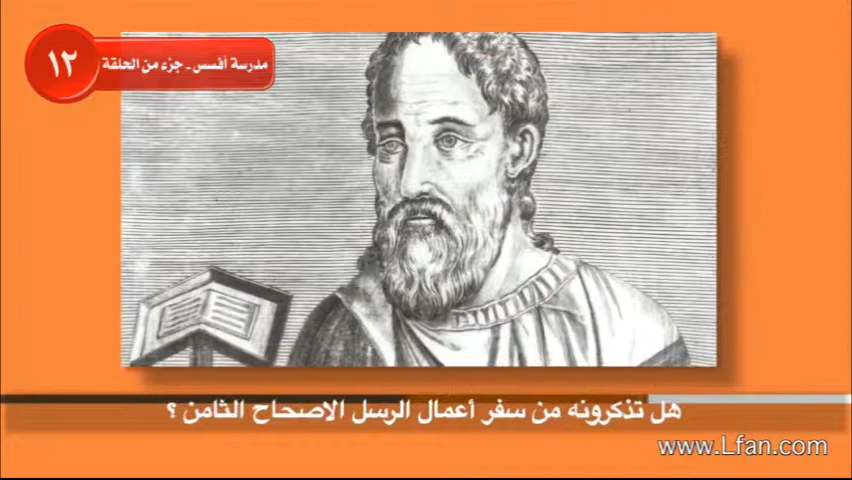 ١٢
مدرسة أفسس - جزء من الحلقة
هل تذكرونه من سفر أعمال الرسل الاصحاح الثامن ؟
www.Lfan.com